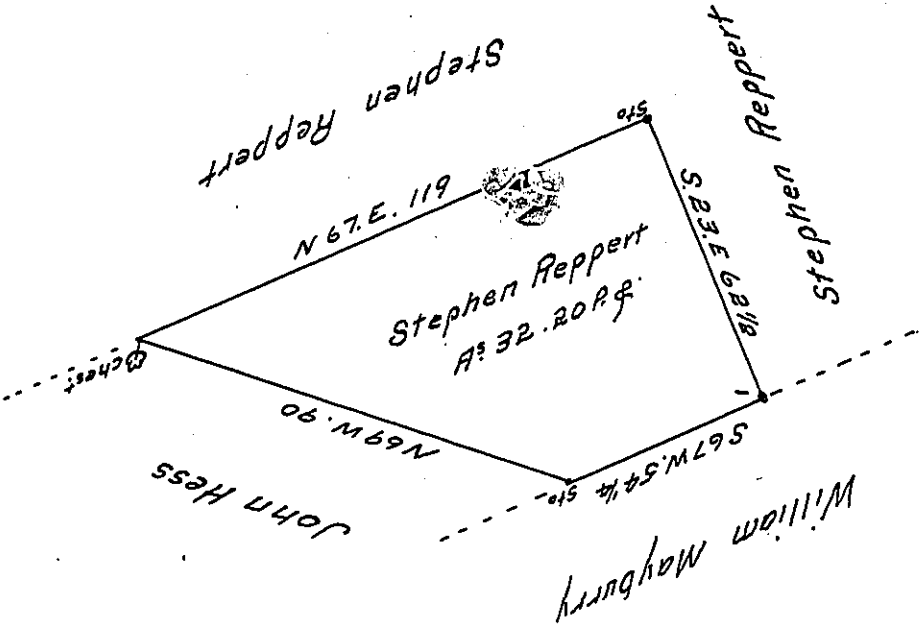 Stephen Reppert
Stephen Reppert
Sto
N 67. E. 119
S. 23. E 62 1/8
Stephen Reppert
As 32. 20 P. &
chest
N 69 W. 90
1
S 67 W. 54 1/4
Sto
John Hess
William Mayburry